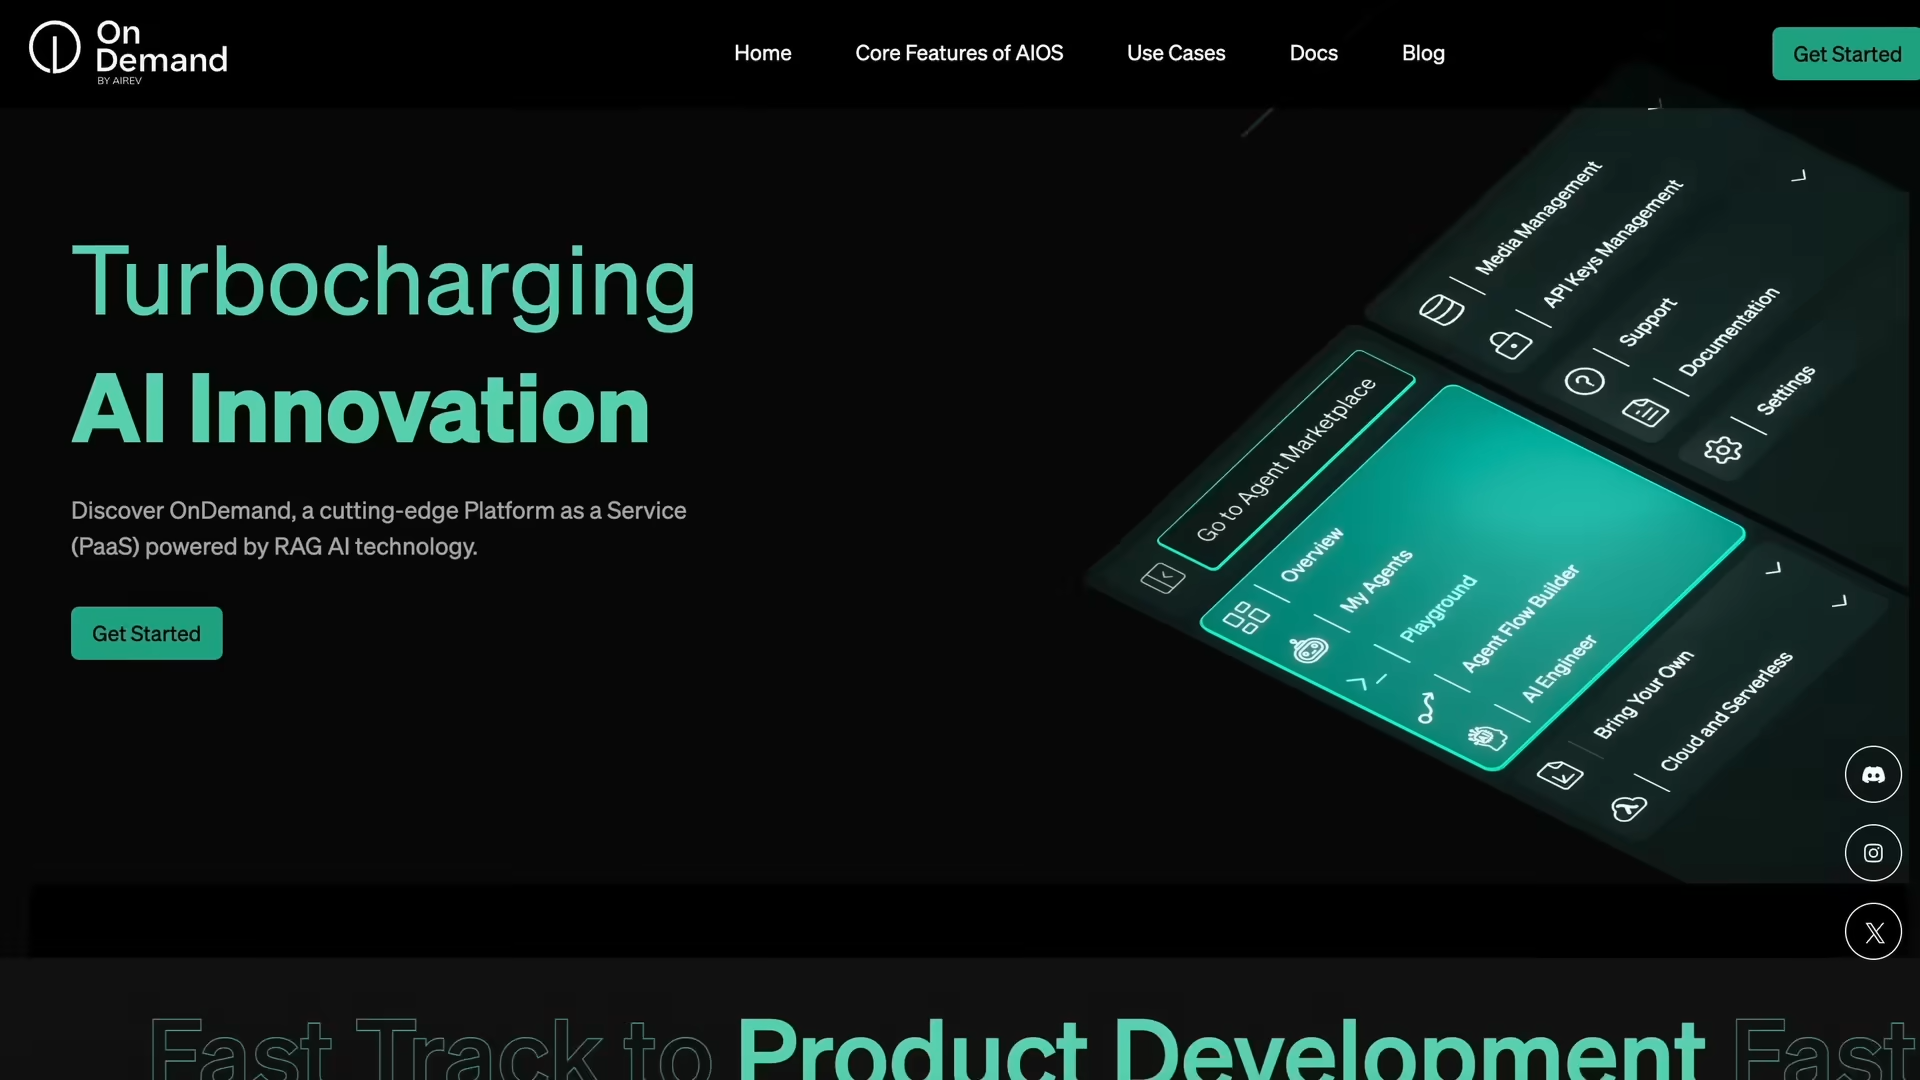 On
Demand
BY AIREV
Home
Core Features of AIOS
Use Cases
Docs
Blog
Get Started
Turbocharging
AI Innovation
Discover OnDemand, a cutting-edge Platform as a Service
(PaaS) powered by RAG AI technology.
Get Started
Go to Agent Marketplace
Overview
My Agents
Playground
Agent Flow Builder
AI Engineer
Bring Your Own
Cloud and Serverless
Media Management
API Keys Management
Support
Documentation
Settings
Fast Track to Product Development Fast